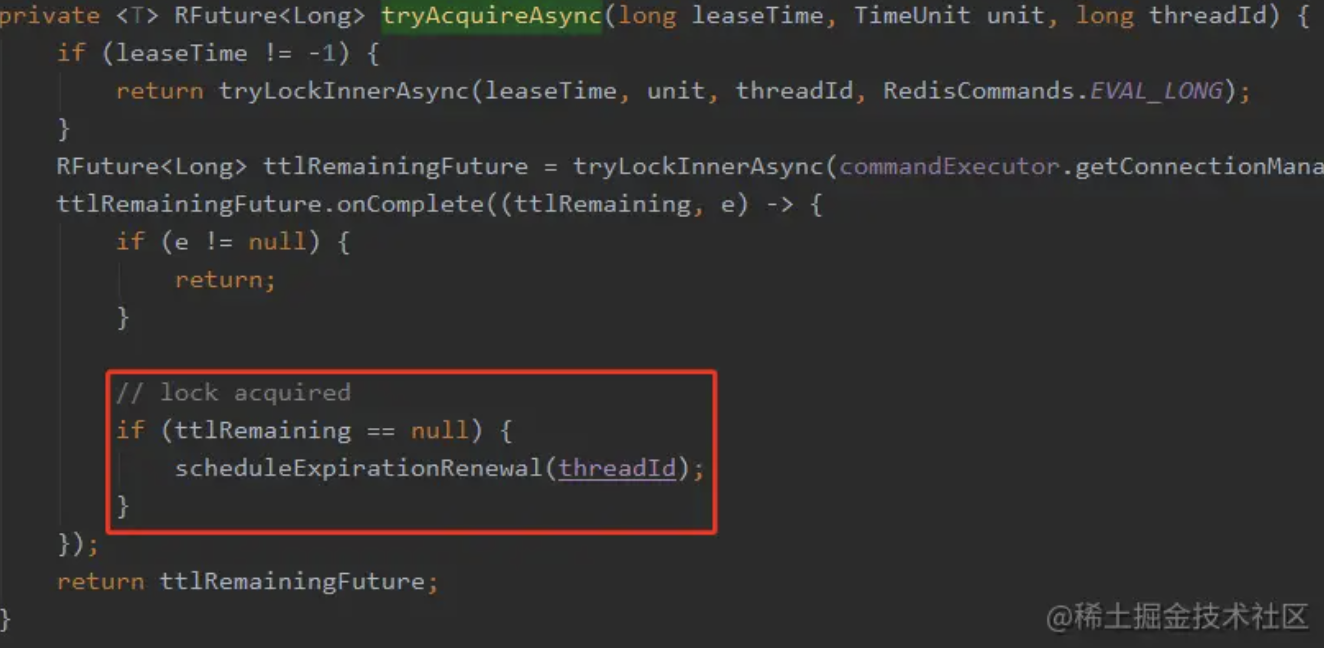 private <T> RFuture<Long> tryAcquireAsync(long leaseTime, TimeUnit unit, long threadId) {
if (leaseTime != -1) {
return tryLockInnerAsync(leaseTime, unit, threadId, RedisCommands.EVAL_LONG);
}
RFuture<Long> ttlRemainingFuture = tryLockInnerAsync(commandExecutor.getConnectionMana
ttlRemainingFuture.onComplete((ttlRemaining, e) -> {
if (e != null) {
return;
}
// lock acquired
if (ttlRemaining == null) {
scheduleExpirationRenewal(threadId);
}
});
return ttlRemainingFuture;
}
@稀土掘金技术社区